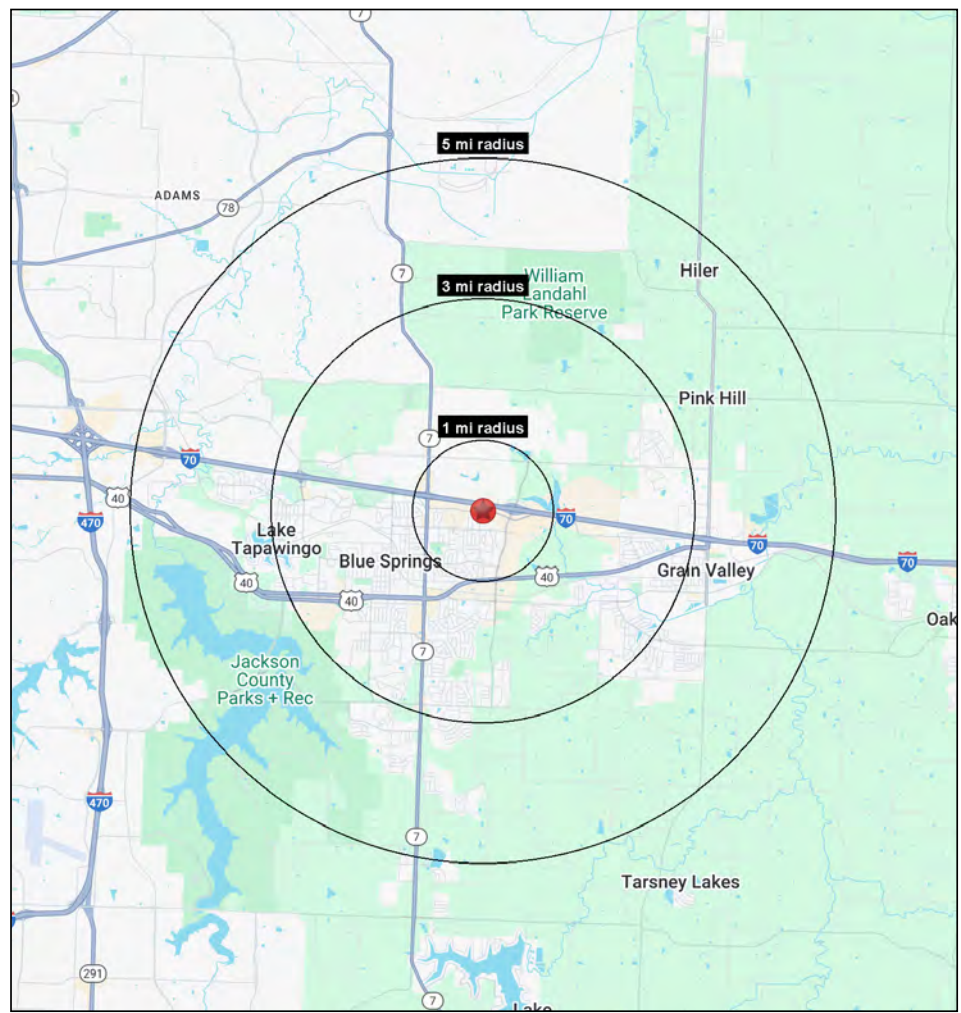 7
5 mi radius
ADAMS
78
7
Hiler
William
Landahl
Park Reserve
3 mi radius
Pink Hill
1 mi radius
7
70
40
470
Lake
Tapawingo
Blue Springs
70
70
70
Grain Valley
40
40
40
Oak
7
Jackson
County
Parks + Rec
470
7
Tarsney Lakes
291
7
Lake